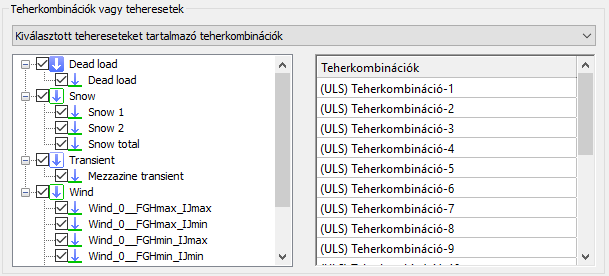 Teherkombinációk vagy teheresetek
Kiválasztott tehereseteket tartalmazó teherkombinációk
Dead load
Dead load
Snow
Snow 1
Snow 2
Snow total
Transient
Mezzazine transient
Wind
Wind_0__FGHmax_IJmax
Wind_0__FGHmax_IJmin
Wind_0__FGHmin_IJmax
Wind_0__FGHmin_IJmin
Teherkombinációk
(ULS) Teherkombináció-1
(ULS) Teherkombináció-2
(ULS) Teherkombináció-3
(ULS) Teherkombináció-4
(ULS) Teherkombináció-5
(ULS) Teherkombináció-6
(ULS) Teherkombináció-7
(ULS) Teherkombináció-8
(ULS) Teherkombináció-9